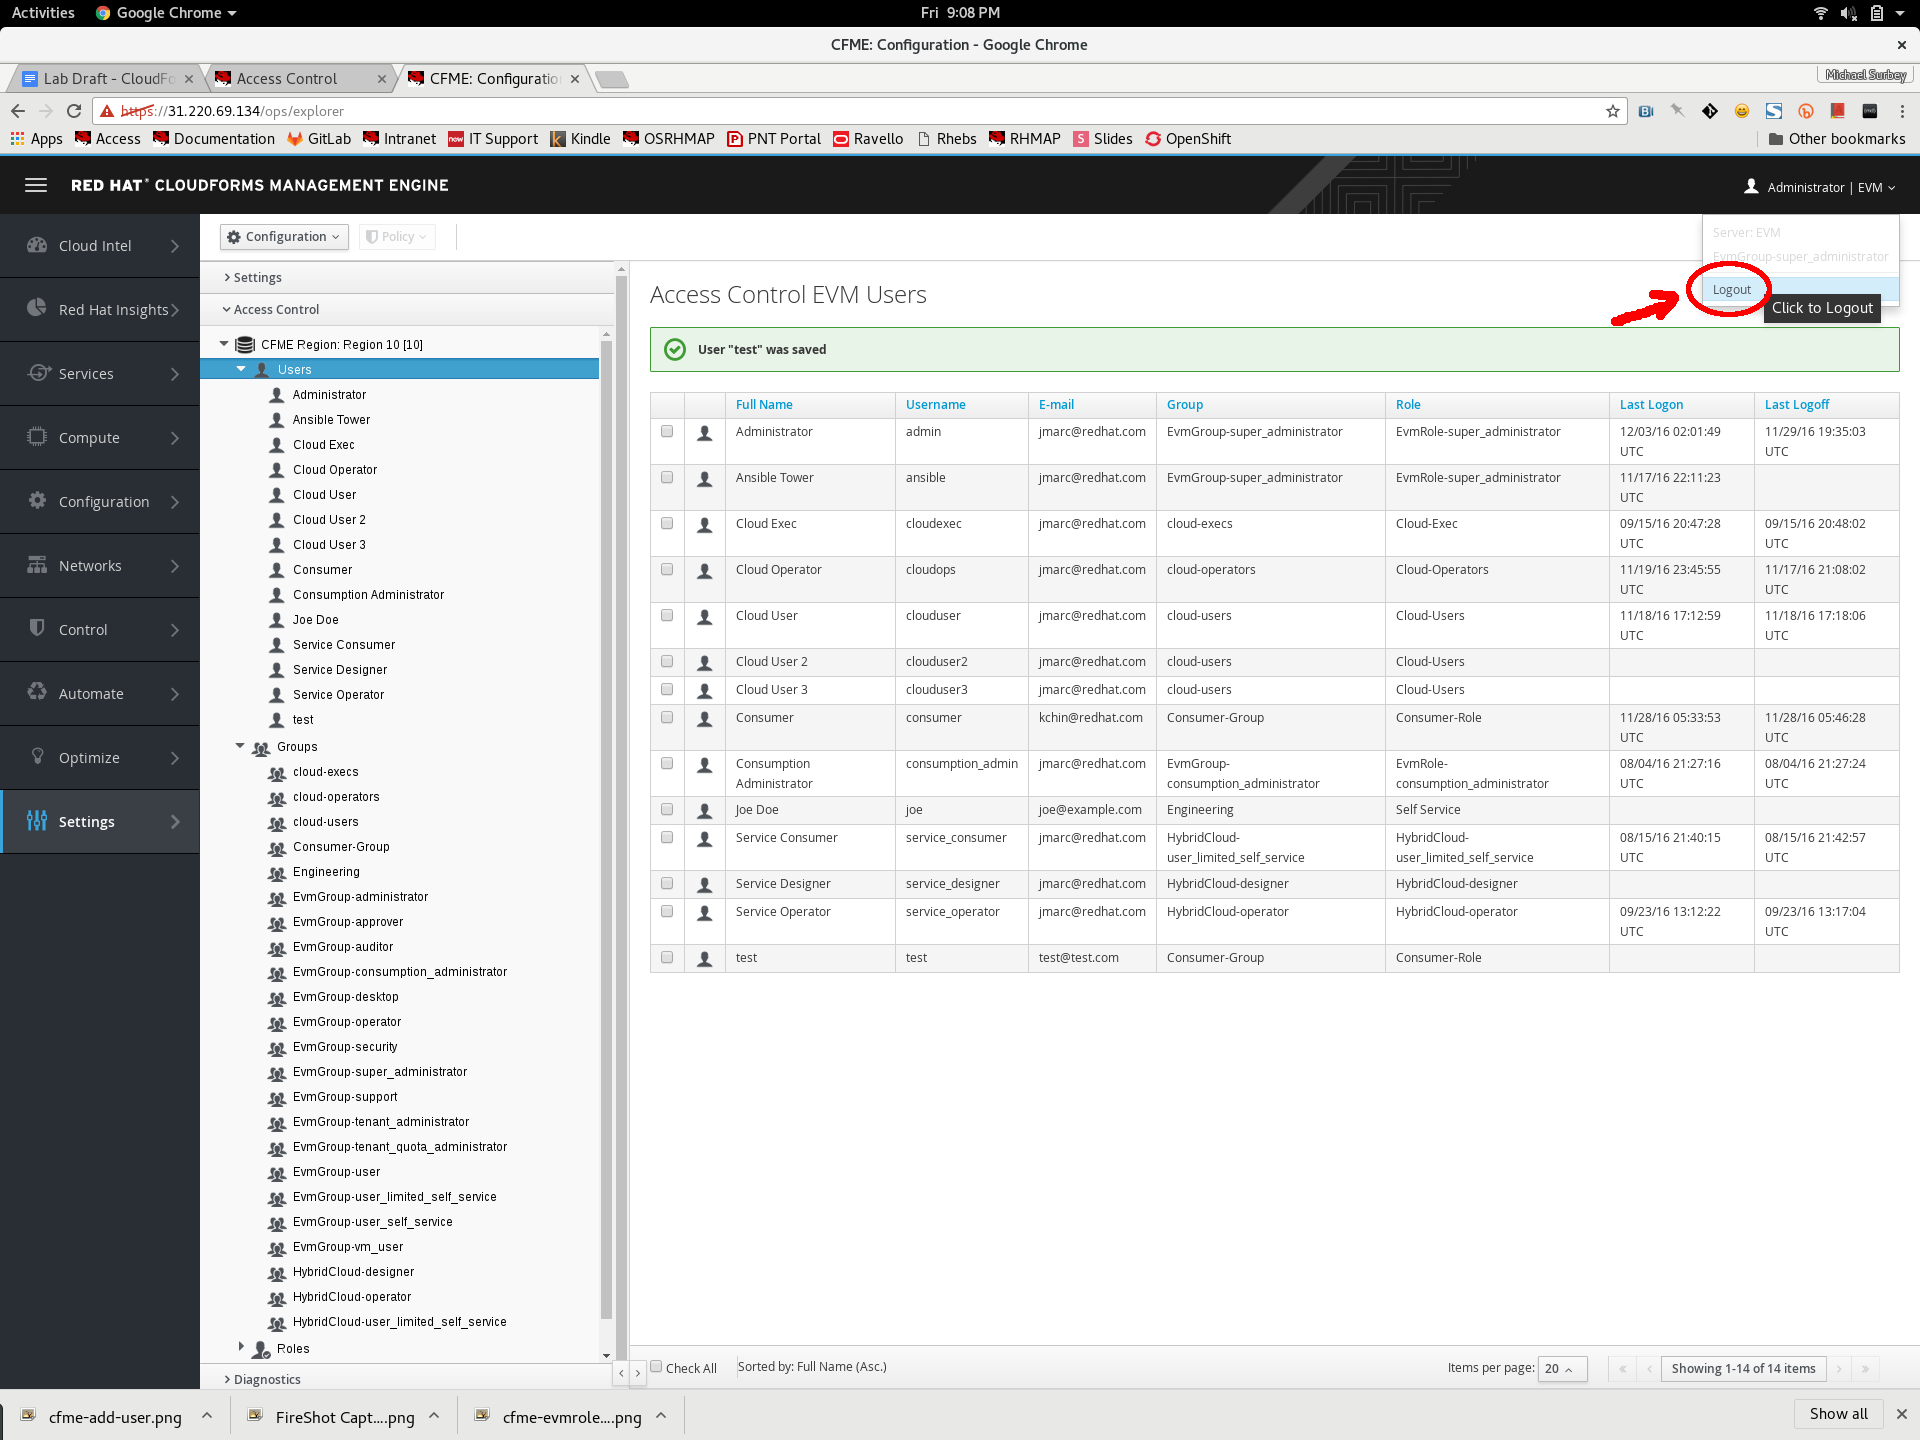 Activities Google Chrome Fri 9:08 PM
CFME: Configuration - Google Chrome
Lab Draft - CloudFo Access Control CFME: Configuratio Michael Surbey
https://31.220.69.134/ops/explorer
Apps Access Documentation GitLab Intranet IT Support Kindle OSRHMAP PNT Portal Ravello Rhebs RHMAP Slides OpenShift Other bookmarks
RED HAT CLOUDFORMS MANAGEMENT ENGINE Administrator | EVM
Cloud Intel
Red Hat Insights
Services
Compute
Configuration
Networks
Control
Automate
Optimize
Settings
Configuration Policy
Server: EVM
EvmGroup-super_administrator
Logout
Click to Logout
Settings
Access Control
CFME Region: Region 10 [10]
Users
Administrator
Ansible Tower
Cloud Exec
Cloud Operator
Cloud User
Cloud User 2
Cloud User 3
Consumer
Consumption Administrator
Joe Doe
Service Consumer
Service Designer
Service Operator
test
Groups
cloud-execs
cloud-operators
cloud-users
Consumer-Group
Engineering
EvmGroup-administrator
EvmGroup-approver
EvmGroup-auditor
EvmGroup-consumption_administrator
EvmGroup-desktop
EvmGroup-operator
EvmGroup-security
EvmGroup-super_administrator
EvmGroup-support
EvmGroup-tenant_administrator
EvmGroup-tenant_quota_administrator
EvmGroup-user
EvmGroup-user_limited_self_service
EvmGroup-user_self_service
EvmGroup-vm_user
HybridCloud-designer
HybridCloud-operator
HybridCloud-user_limited_self_service
Roles
Diagnostics
Access Control EVM Users
User "test" was saved
Full Name Username E-mail Group Role Last Logon Last Logoff
Administrator admin jmarc@redhat.com EvmGroup-super_administrator EvmRole-super_administrator 12/03/16 02:01:49 UTC 11/29/16 19:35:03 UTC
Ansible Tower ansible jmarc@redhat.com EvmGroup-super_administrator EvmRole-super_administrator 11/17/16 22:11:23 UTC
Cloud Exec cloudexec jmarc@redhat.com cloud-execs Cloud-Exec 09/15/16 20:47:28 UTC 09/15/16 20:48:02 UTC
Cloud Operator cloudops jmarc@redhat.com cloud-operators Cloud-Operators 11/19/16 23:45:55 UTC 11/17/16 21:08:02 UTC
Cloud User clouduser jmarc@redhat.com cloud-users Cloud-Users 11/18/16 17:12:59 UTC 11/18/16 17:18:06 UTC
Cloud User 2 clouduser2 jmarc@redhat.com cloud-users Cloud-Users
Cloud User 3 clouduser3 jmarc@redhat.com cloud-users Cloud-Users
Consumer consumer kchin@redhat.com Consumer-Group Consumer-Role 11/28/16 05:33:53 UTC 11/28/16 05:46:28 UTC
Consumption Administrator consumption_admin jmarc@redhat.com EvmGroup-consumption_administrator EvmRole-consumption_administrator 08/04/16 21:27:16 UTC 08/04/16 21:27:24 UTC
Joe Doe joe joe@example.com Engineering Self Service
Service Consumer service_consumer jmarc@redhat.com HybridCloud-user_limited_self_service HybridCloud-user_limited_self_service 08/15/16 21:40:15 UTC 08/15/16 21:42:57 UTC
Service Designer service_designer jmarc@redhat.com HybridCloud-designer HybridCloud-designer
Service Operator service_operator jmarc@redhat.com HybridCloud-operator HybridCloud-operator 09/23/16 13:12:22 UTC 09/23/16 13:17:04 UTC
test test test@test.com Consumer-Group Consumer-Role
Check All Sorted by: Full Name (Asc.) Items per page: 20 Showing 1-14 of 14 items
cfme-add-user.png FireShot Capt....png cfme-evmrole....png Show all